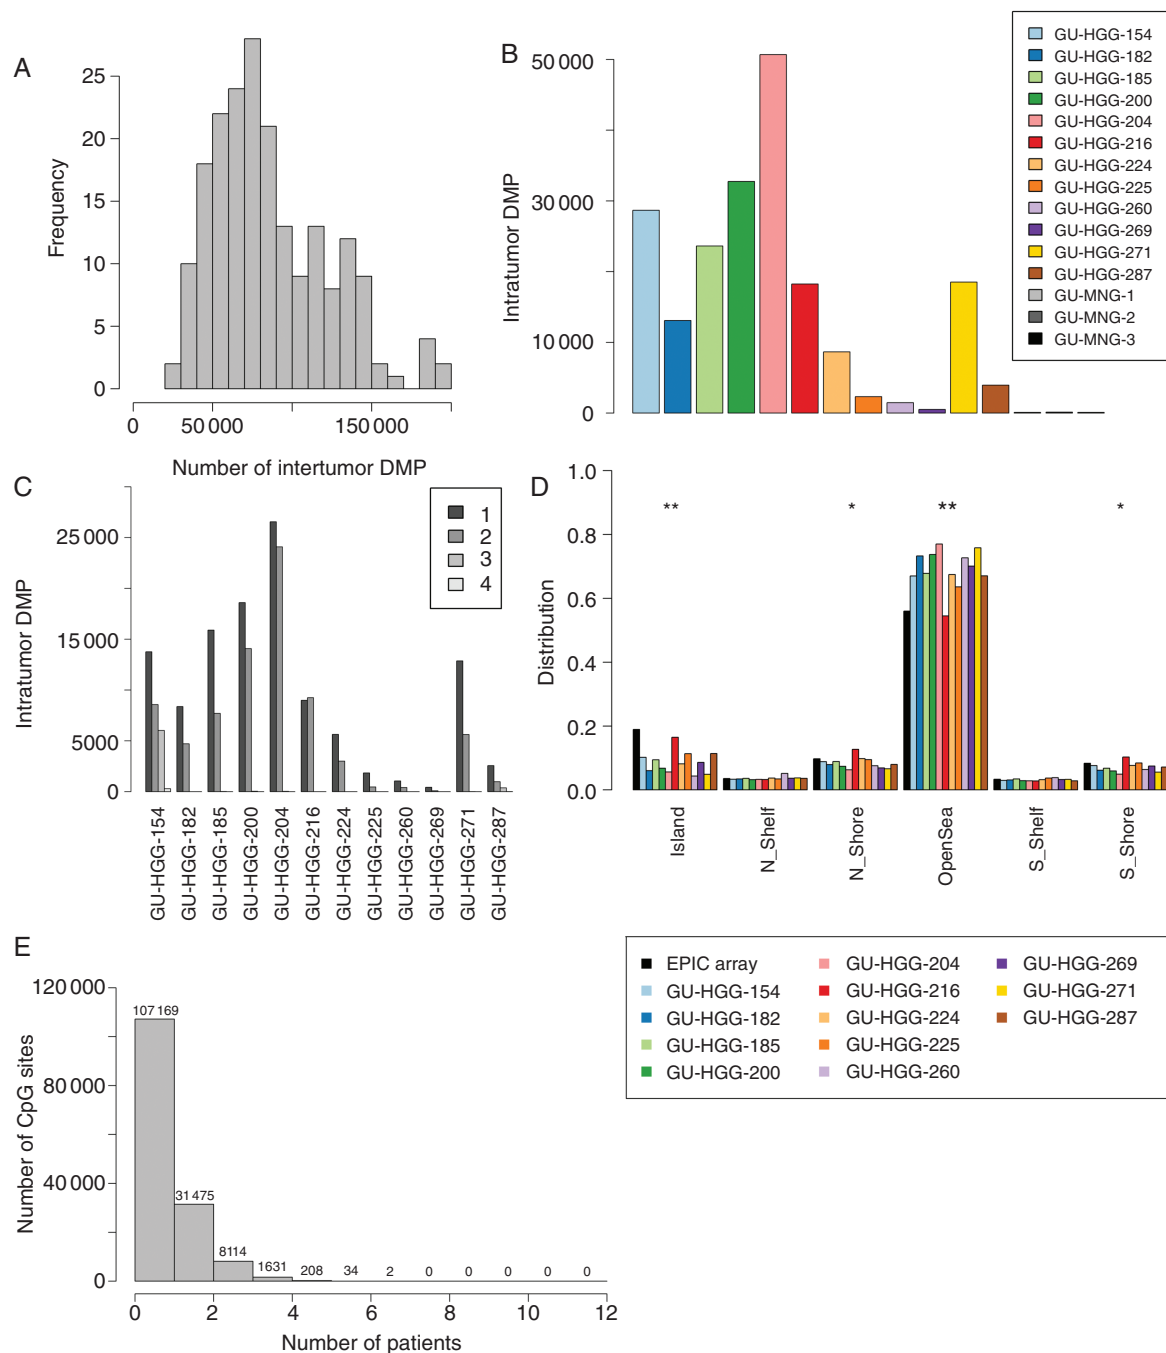 A
Frequency
25
20
15
10
5
0
0
50 000
150 000
Number of intertumor DMP
B
Intratumor DMP
50 000
30 000
10 000
0
GU-HGG-154
GU-HGG-182
GU-HGG-185
GU-HGG-200
GU-HGG-204
GU-HGG-216
GU-HGG-224
GU-HGG-225
GU-HGG-260
GU-HGG-269
GU-HGG-271
GU-HGG-287
GU-MNG-1
GU-MNG-2
GU-MNG-3
C
Intratumor DMP
25 000
15 000
5000
0
1
2
3
4
GU-HGG-154
GU-HGG-182
GU-HGG-185
GU-HGG-200
GU-HGG-204
GU-HGG-216
GU-HGG-224
GU-HGG-225
GU-HGG-260
GU-HGG-269
GU-HGG-271
GU-HGG-287
D
Distribution
1.0
0.8
0.6
0.4
0.2
0.0
** * ** *
Island
N_Shelf
N_Shore
OpenSea
S_Shelf
S_Shore
EPIC array
GU-HGG-154
GU-HGG-182
GU-HGG-185
GU-HGG-200
GU-HGG-204
GU-HGG-216
GU-HGG-224
GU-HGG-225
GU-HGG-260
GU-HGG-269
GU-HGG-271
GU-HGG-287
E
Number of CpG sites
120 000
80 000
40 000
0
107 169
31 475
8114
1631
208
34
2
0
0
0
0
0
0 2 4 6 8 10 12
Number of patients